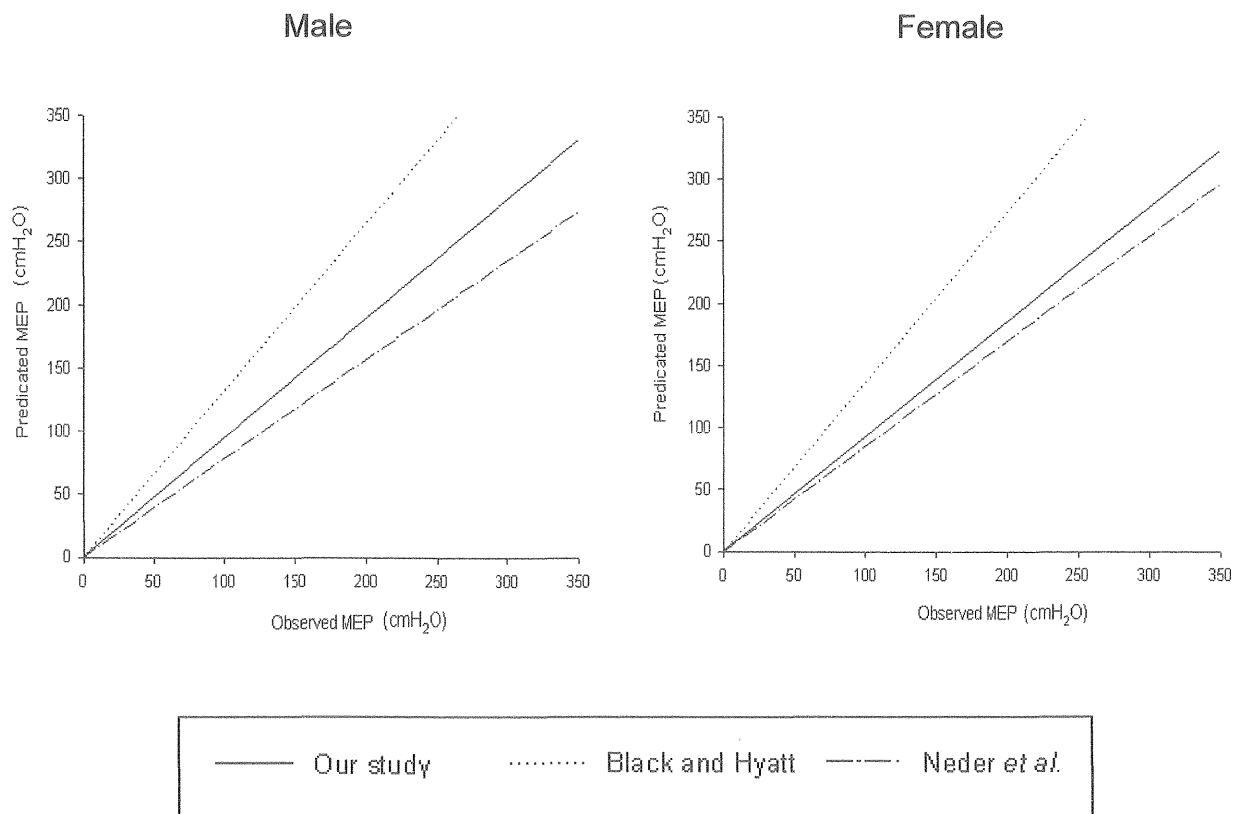 Male
Female
350
300
250
200
150
100
50
0
Predicated MEP (cmH₂O)
0 50 100 150 200 250 300 350
Observed MEP (cmH₂O)
350
300
250
200
150
100
50
0
Predicated MEP (cmH₂O)
0 50 100 150 200 250 300 350
Observed MEP (cmH₂O)
Our study Black and Hyatt Neder et al.